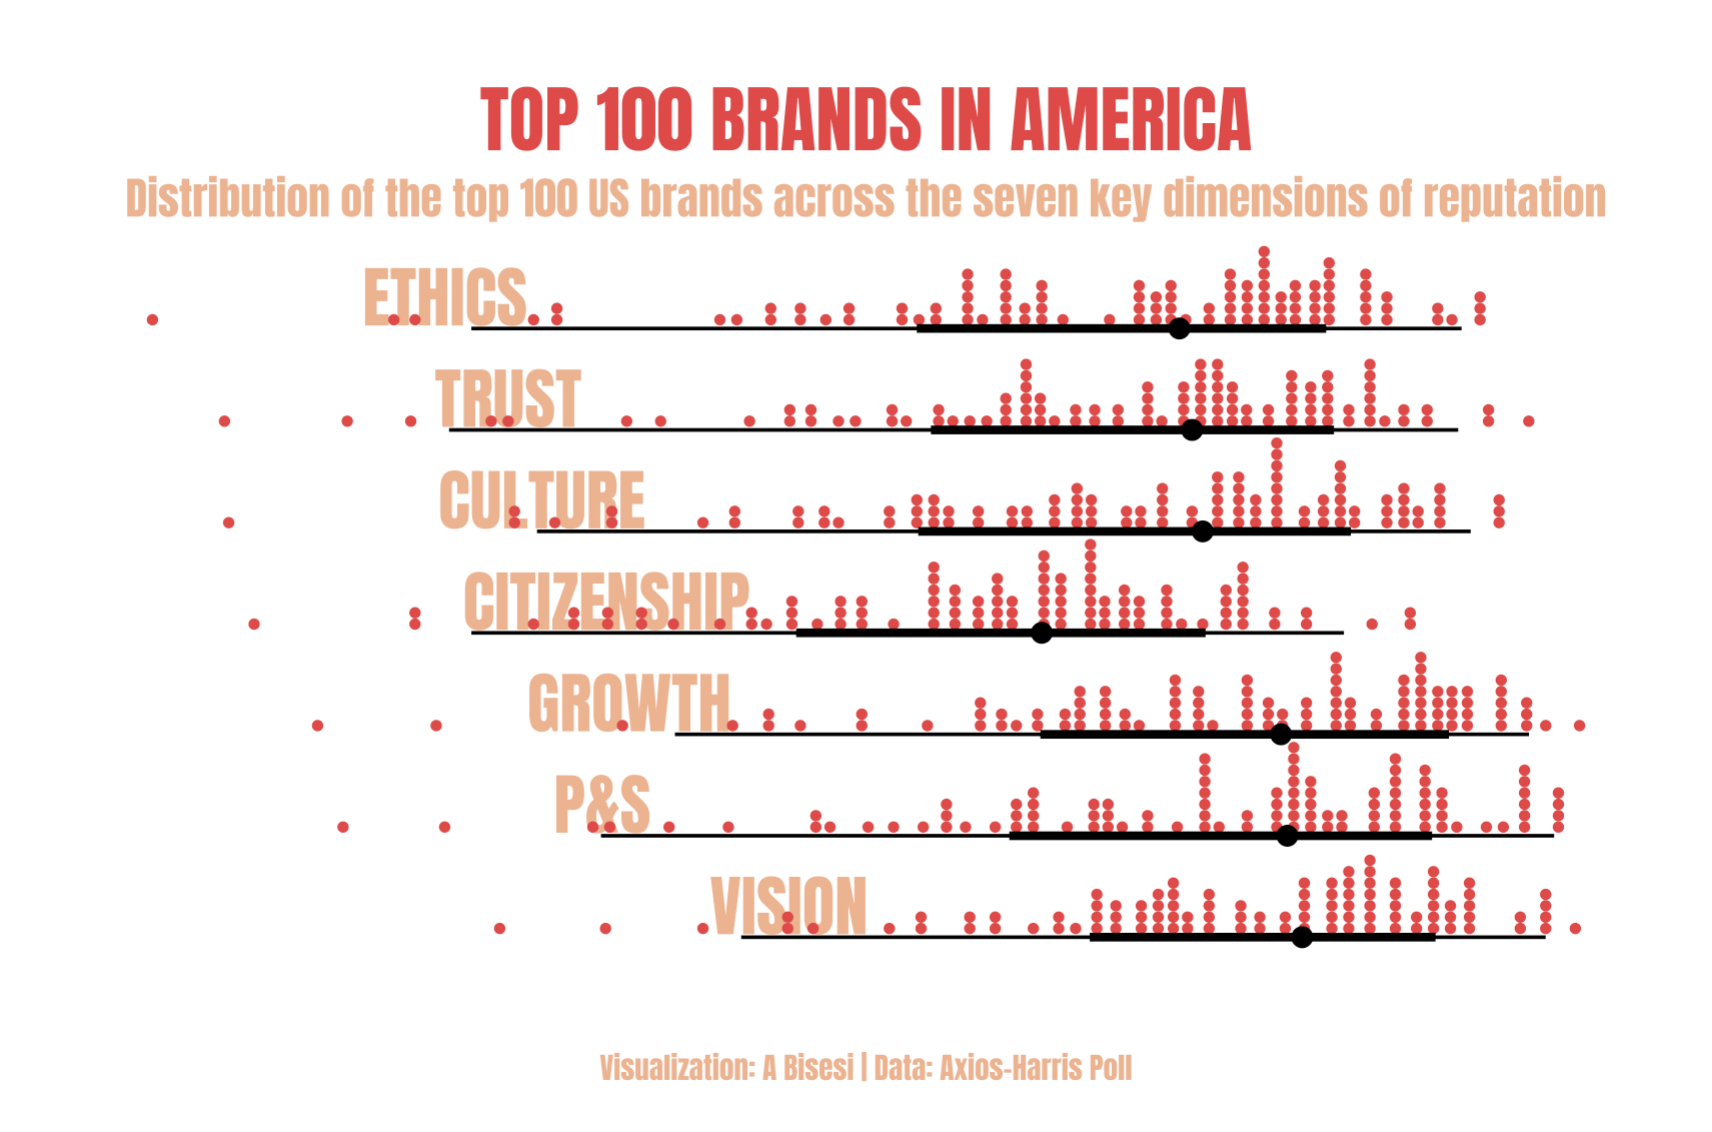 TOP 100 BRANDS IN AMERICA
Distribution of the top 100 US brands across the seven key dimensions of reputation
ETHICS
TRUST
CULTURE
CITIZENSHIP
GROWTH
P&S
VISION
Visualization: A Bisesi | Data: Axios-Harris Poll